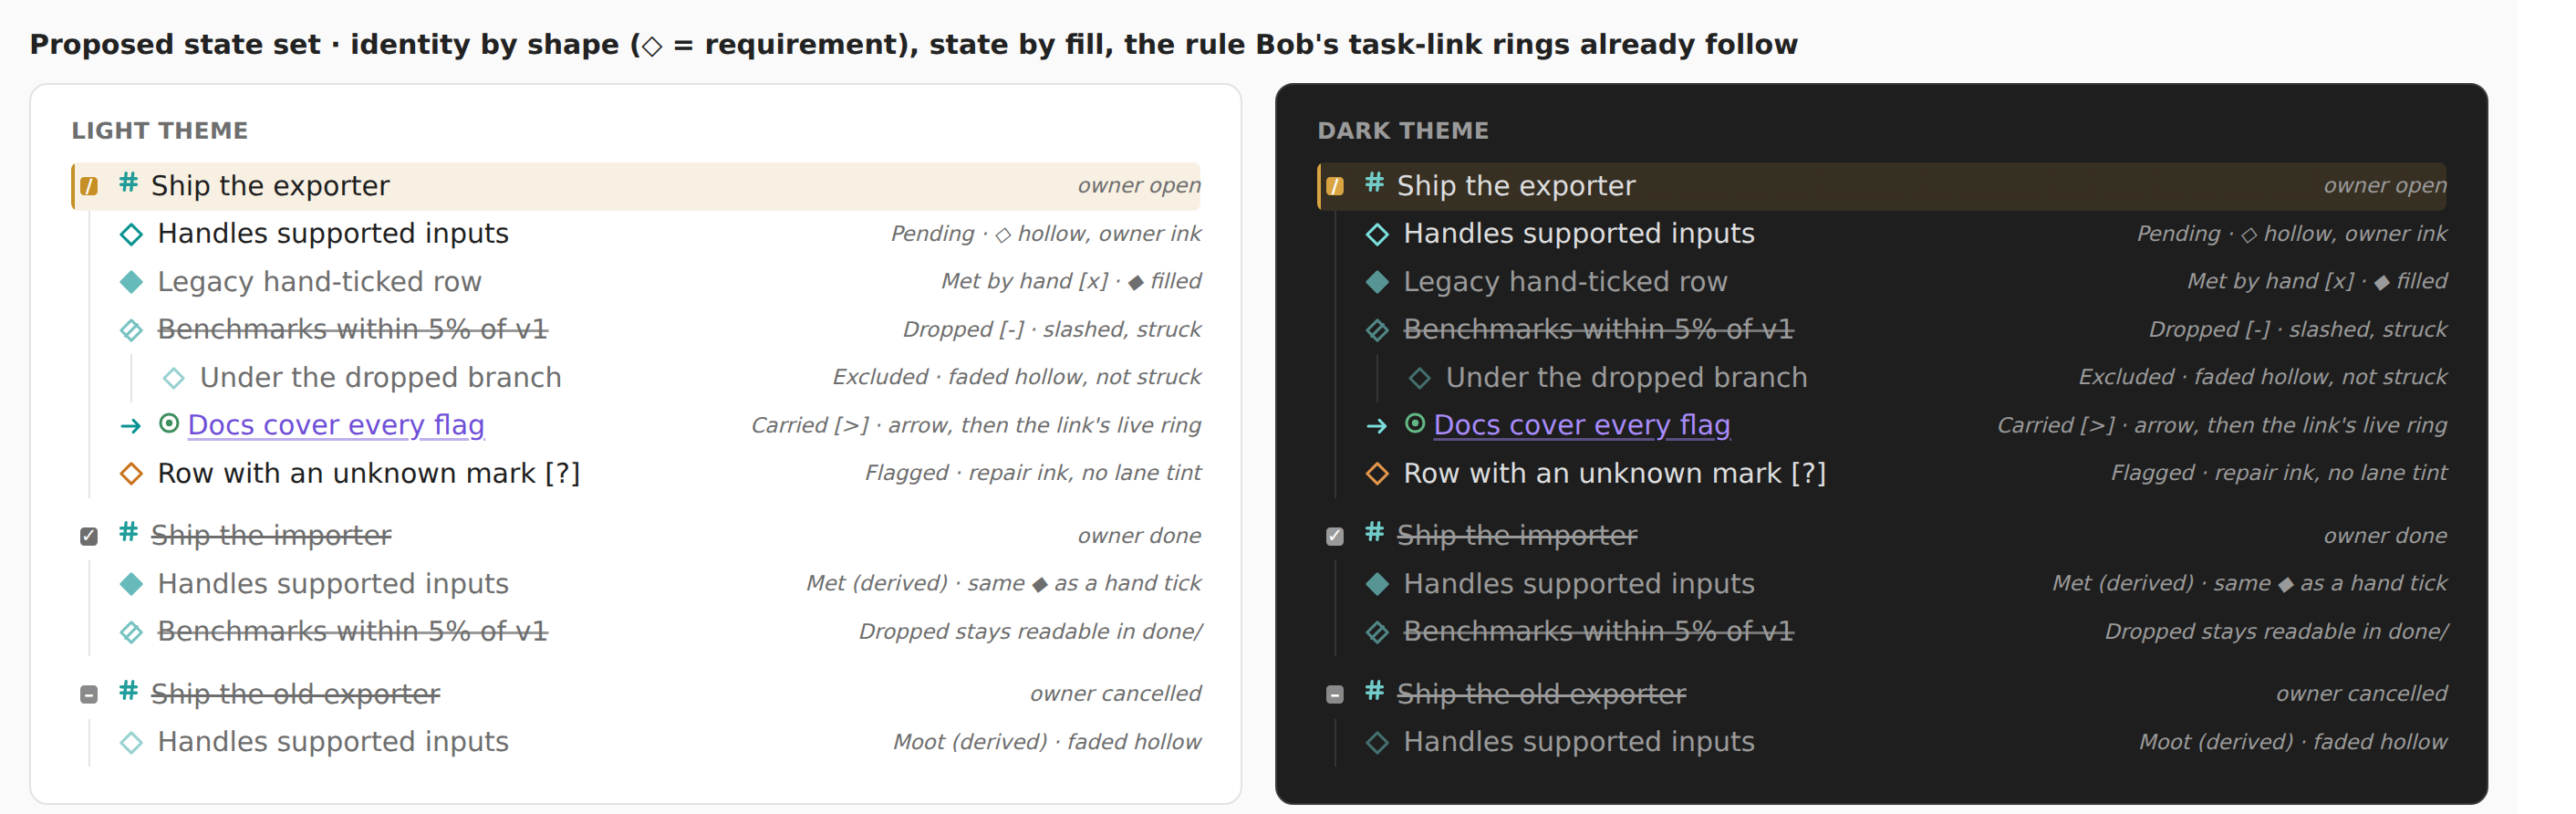 Proposed state set · identity by shape (◇ = requirement), state by fill, the rule Bob's task-link rings already follow
LIGHT THEME
# Ship the exporter owner open
Handles supported inputs Pending · ◇ hollow, owner ink
Legacy hand-ticked row Met by hand [x] · ◆ filled
Benchmarks within 5% of v1 Dropped [-] · slashed, struck
Under the dropped branch Excluded · faded hollow, not struck
→ Docs cover every flag Carried [>] · arrow, then the link's live ring
Row with an unknown mark [?] Flagged · repair ink, no lane tint
# Ship the importer owner done
Handles supported inputs Met (derived) · same ◆ as a hand tick
Benchmarks within 5% of v1 Dropped stays readable in done/
# Ship the old exporter owner cancelled
Handles supported inputs Moot (derived) · faded hollow
DARK THEME
# Ship the exporter owner open
Handles supported inputs Pending · ◇ hollow, owner ink
Legacy hand-ticked row Met by hand [x] · ◆ filled
Benchmarks within 5% of v1 Dropped [-] · slashed, struck
Under the dropped branch Excluded · faded hollow, not struck
→ Docs cover every flag Carried [>] · arrow, then the link's live ring
Row with an unknown mark [?] Flagged · repair ink, no lane tint
# Ship the importer owner done
Handles supported inputs Met (derived) · same ◆ as a hand tick
Benchmarks within 5% of v1 Dropped stays readable in done/
# Ship the old exporter owner cancelled
Handles supported inputs Moot (derived) · faded hollow